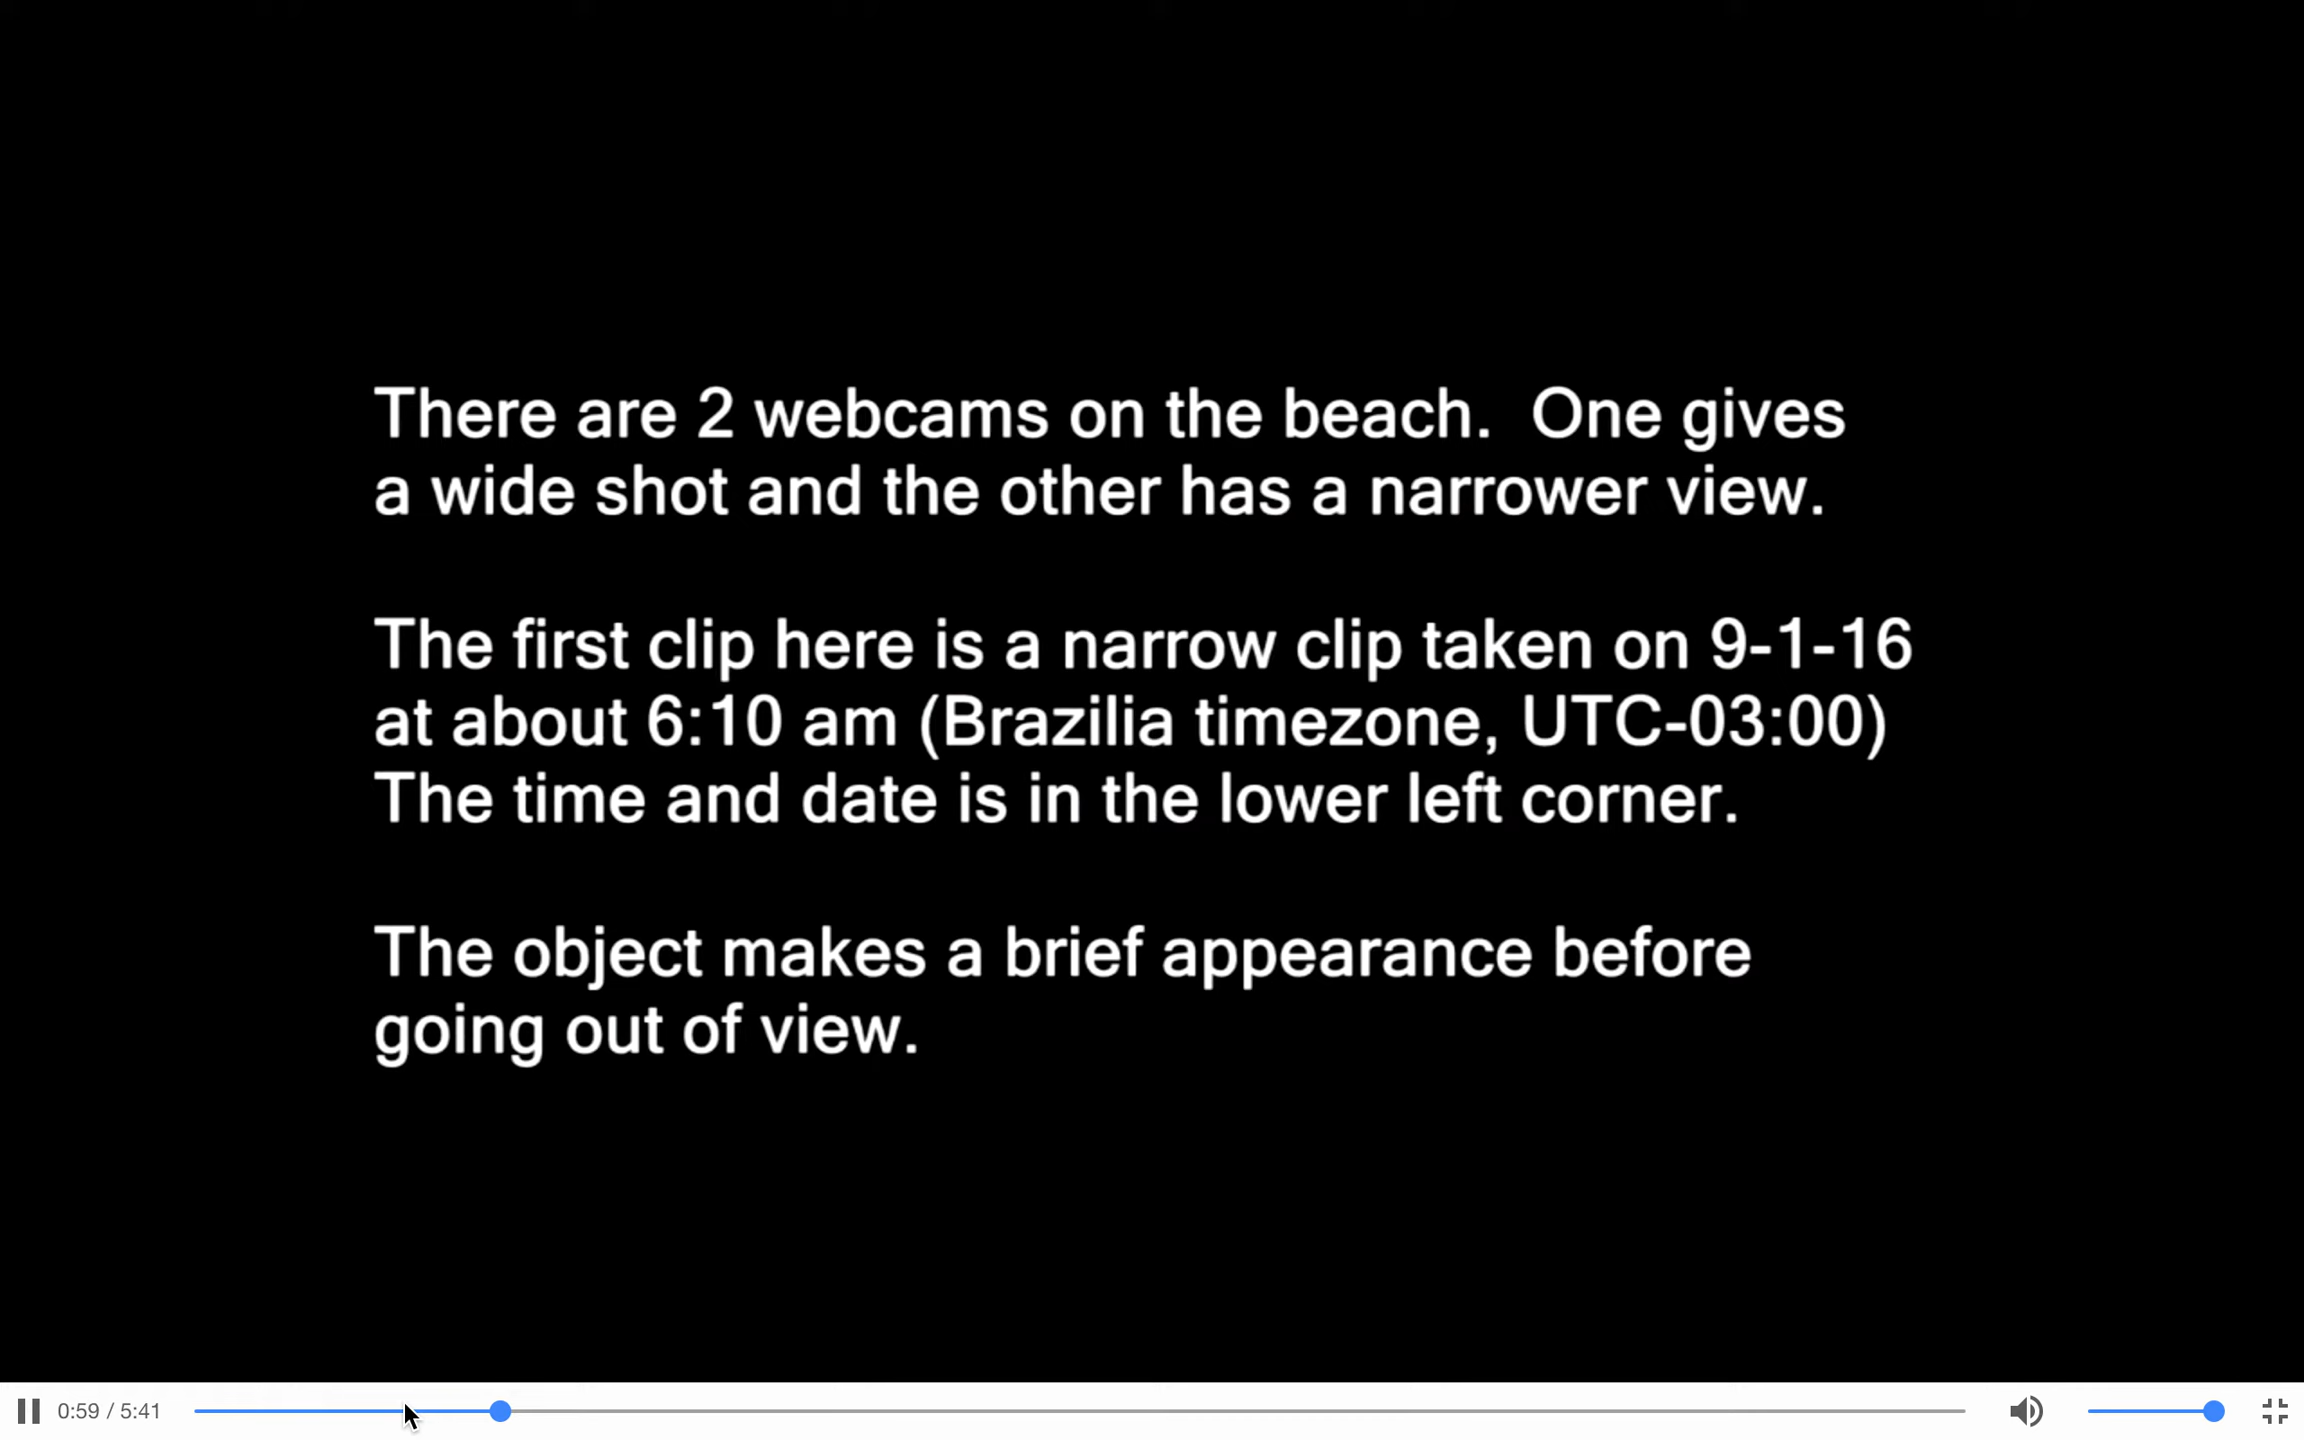 There are 2 webcams on the beach.  One gives
a wide shot and the other has a narrower view.
The first clip here is a narrow clip taken on 9-1-16
at about 6:10 am (Brazilia timezone, UTC-03:00)
The time and date is in the lower left corner.
The object makes a brief appearance before
going out of view.
0:59 / 5:41